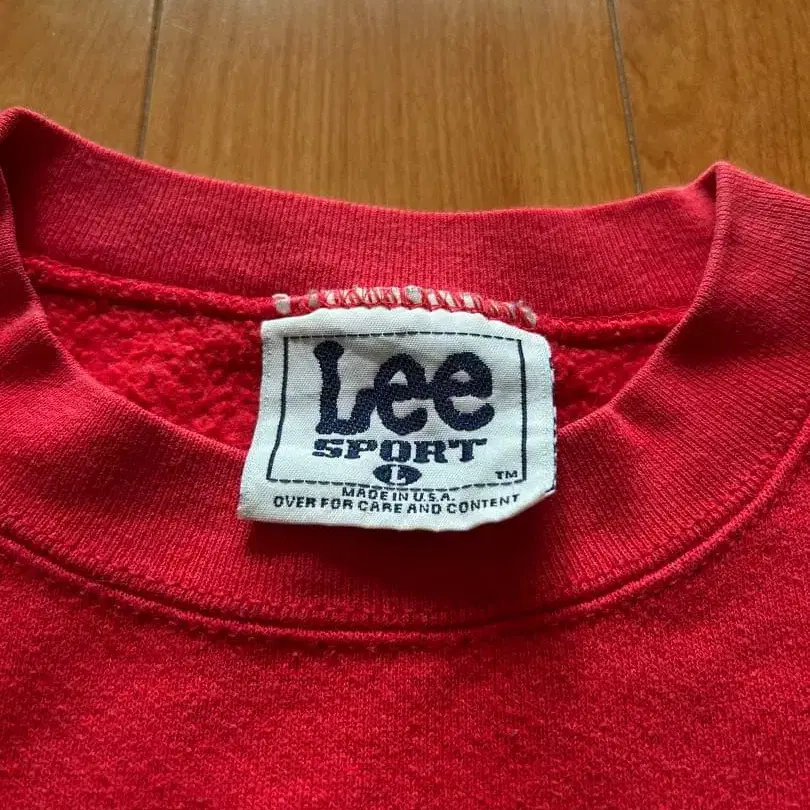 Lee
SPORT
L TM
MADE IN U.S.A.
OVER FOR CARE AND CONTENT